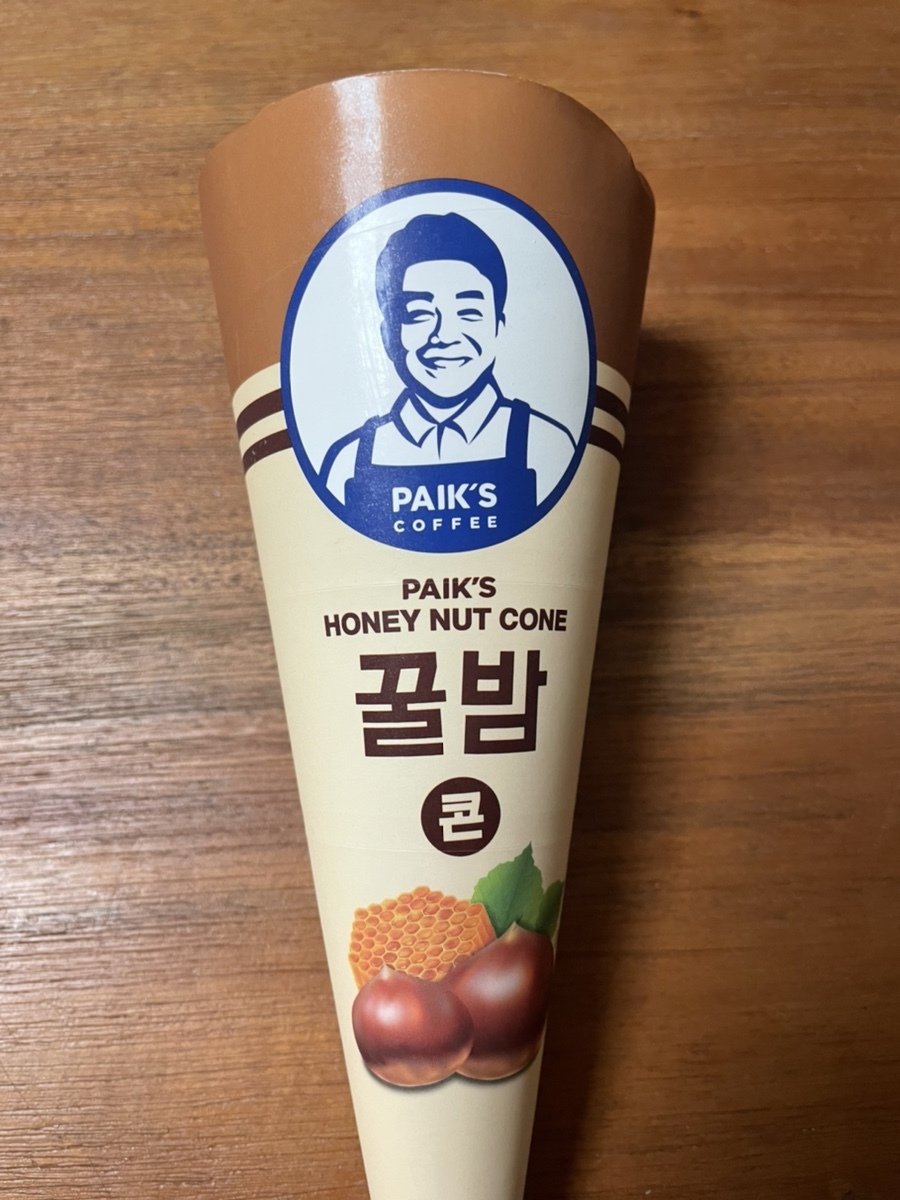 PAIK'S
COFFEE
PAIK'S
HONEY NUT CONE
꿀밤
콘